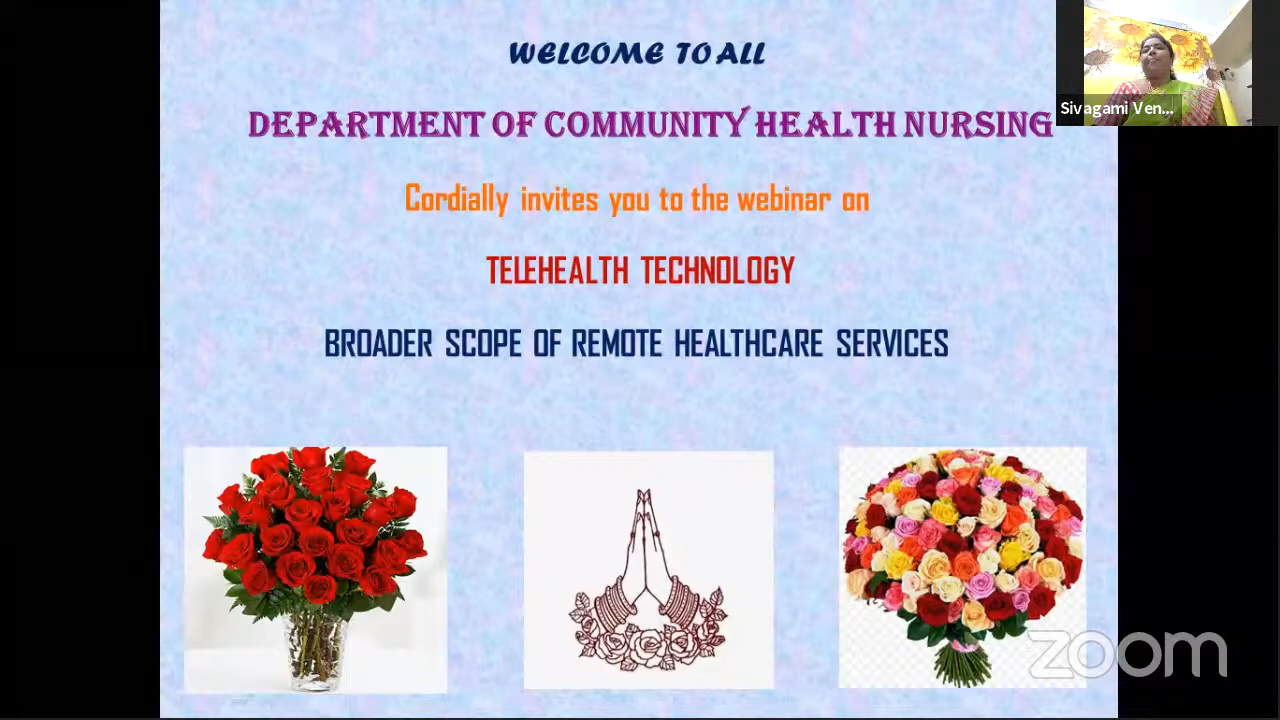 WELCOME TO ALL
DEPARTMENT OF COMMUNITY HEALTH NURSING
Sivagami Ven...
Cordially invites you to the webinar on
TELEHEALTH TECHNOLOGY
BROADER SCOPE OF REMOTE HEALTHCARE SERVICES
zoom